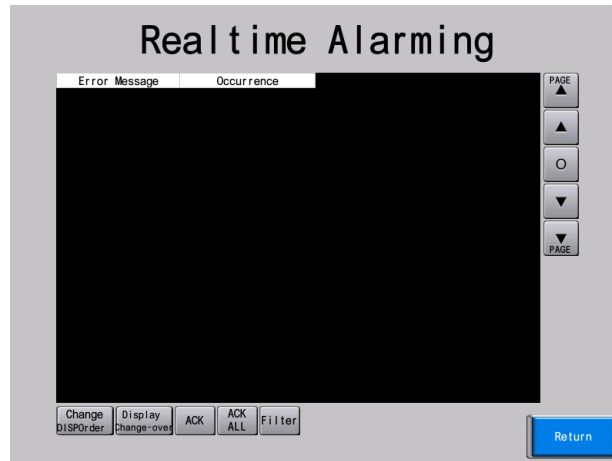 Realtime Alarming
Error Message Occurrence
PAGE
▲
▲
O
▼
▼
PAGE
Change
DISPOrder
Display
Change-over
ACK
ACK
ALL
Filter
Return